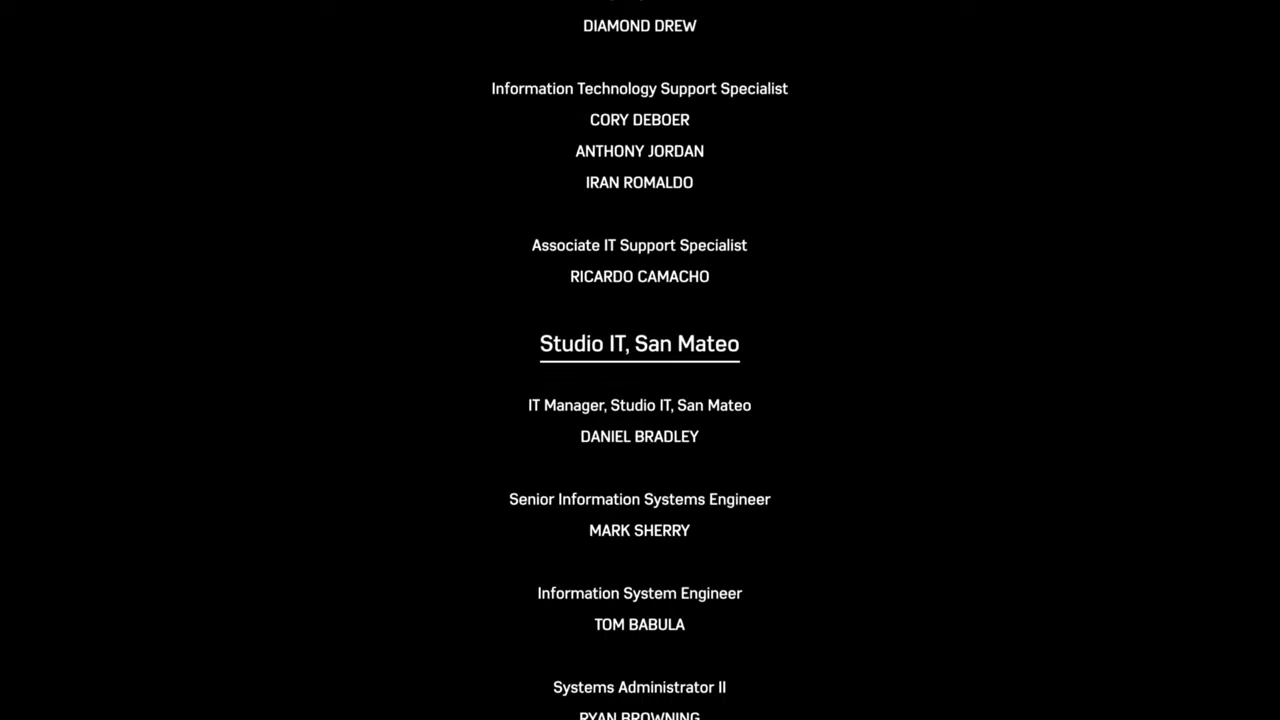 DIAMOND DREW
Information Technology Support Specialist
CORY DEBOER
ANTHONY JORDAN
IRAN ROMALDO
Associate IT Support Specialist
RICARDO CAMACHO
Studio IT, San Mateo
IT Manager, Studio IT, San Mateo
DANIEL BRADLEY
Senior Information Systems Engineer
MARK SHERRY
Information System Engineer
TOM BABULA
Systems Administrator II
RYAN BROWNING